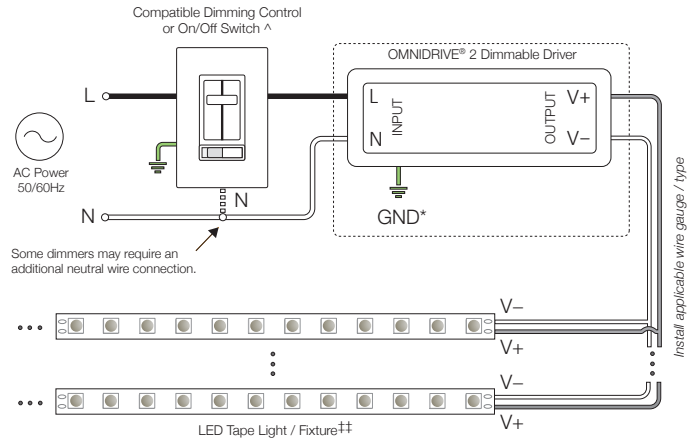 Compatible Dimming Control
or On/Off Switch ^
OMNIDRIVE® 2 Dimmable Driver
L
L
INPUT
N
OUTPUT
V+
V−
AC Power
50/60Hz
GND*
N
N
Some dimmers may require an
additional neutral wire connection.
Install applicable wire gauge / type
V−
V+
V−
V+
LED Tape Light / Fixture‡‡